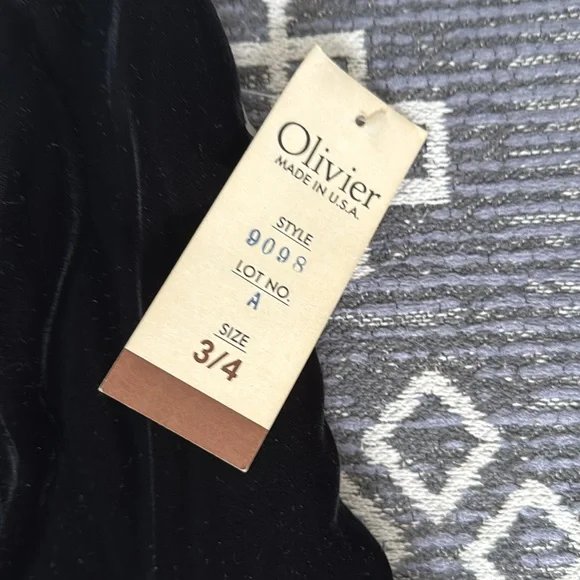 Olivier
MADE IN U.S.A.
STYLE
9098
LOT NO.
A
SIZE
3/4